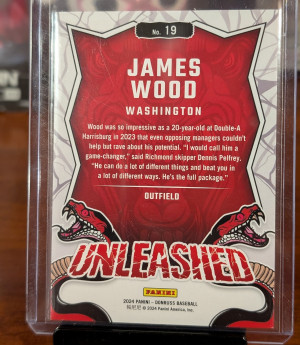 No. 19
JAMES
WOOD
WASHINGTON
Wood was so impressive as a 20-year-old at Double-A
Harrisburg in 2023 that even opposing managers couldn't
help but rave about his potential. "I would call him a
game-changer," said Richmond skipper Dennis Pelfrey.
"He can do a lot of different things and beat you in
a lot of different ways. He's the full package."
OUTFIELD
UNLEASHED
PANINI
2024 PANINI - DONRUSS BASEBALL
© 2024 Panini America, Inc.